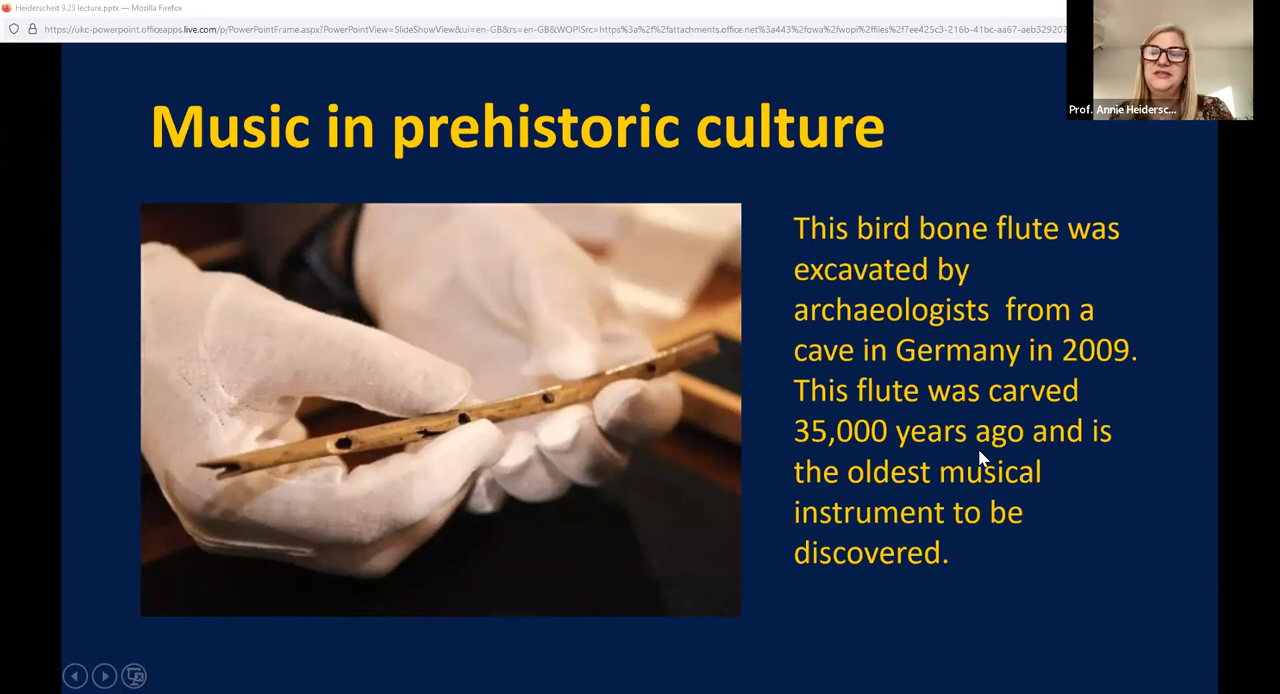 Heiderscheit 9.23 lecture.pptx — Mozilla Firefox
https://ukc-powerpoint.officeapps.live.com/p/PowerPointFrame.aspx?PowerPointView=SlideShowView&ui=en-GB&rs=en-GB&WOPISrc=https%3a%2f%2fattachments.office.net%3a443%2fowa%2fwopi%2ffiles%2f7ee425c3-216b-41bc-aa67-aeb329207
Prof. Annie Heidersc...
Music in prehistoric culture
This bird bone flute was
excavated by
archaeologists  from a
cave in Germany in 2009.
This flute was carved
35,000 years ago and is
the oldest musical
instrument to be
discovered.